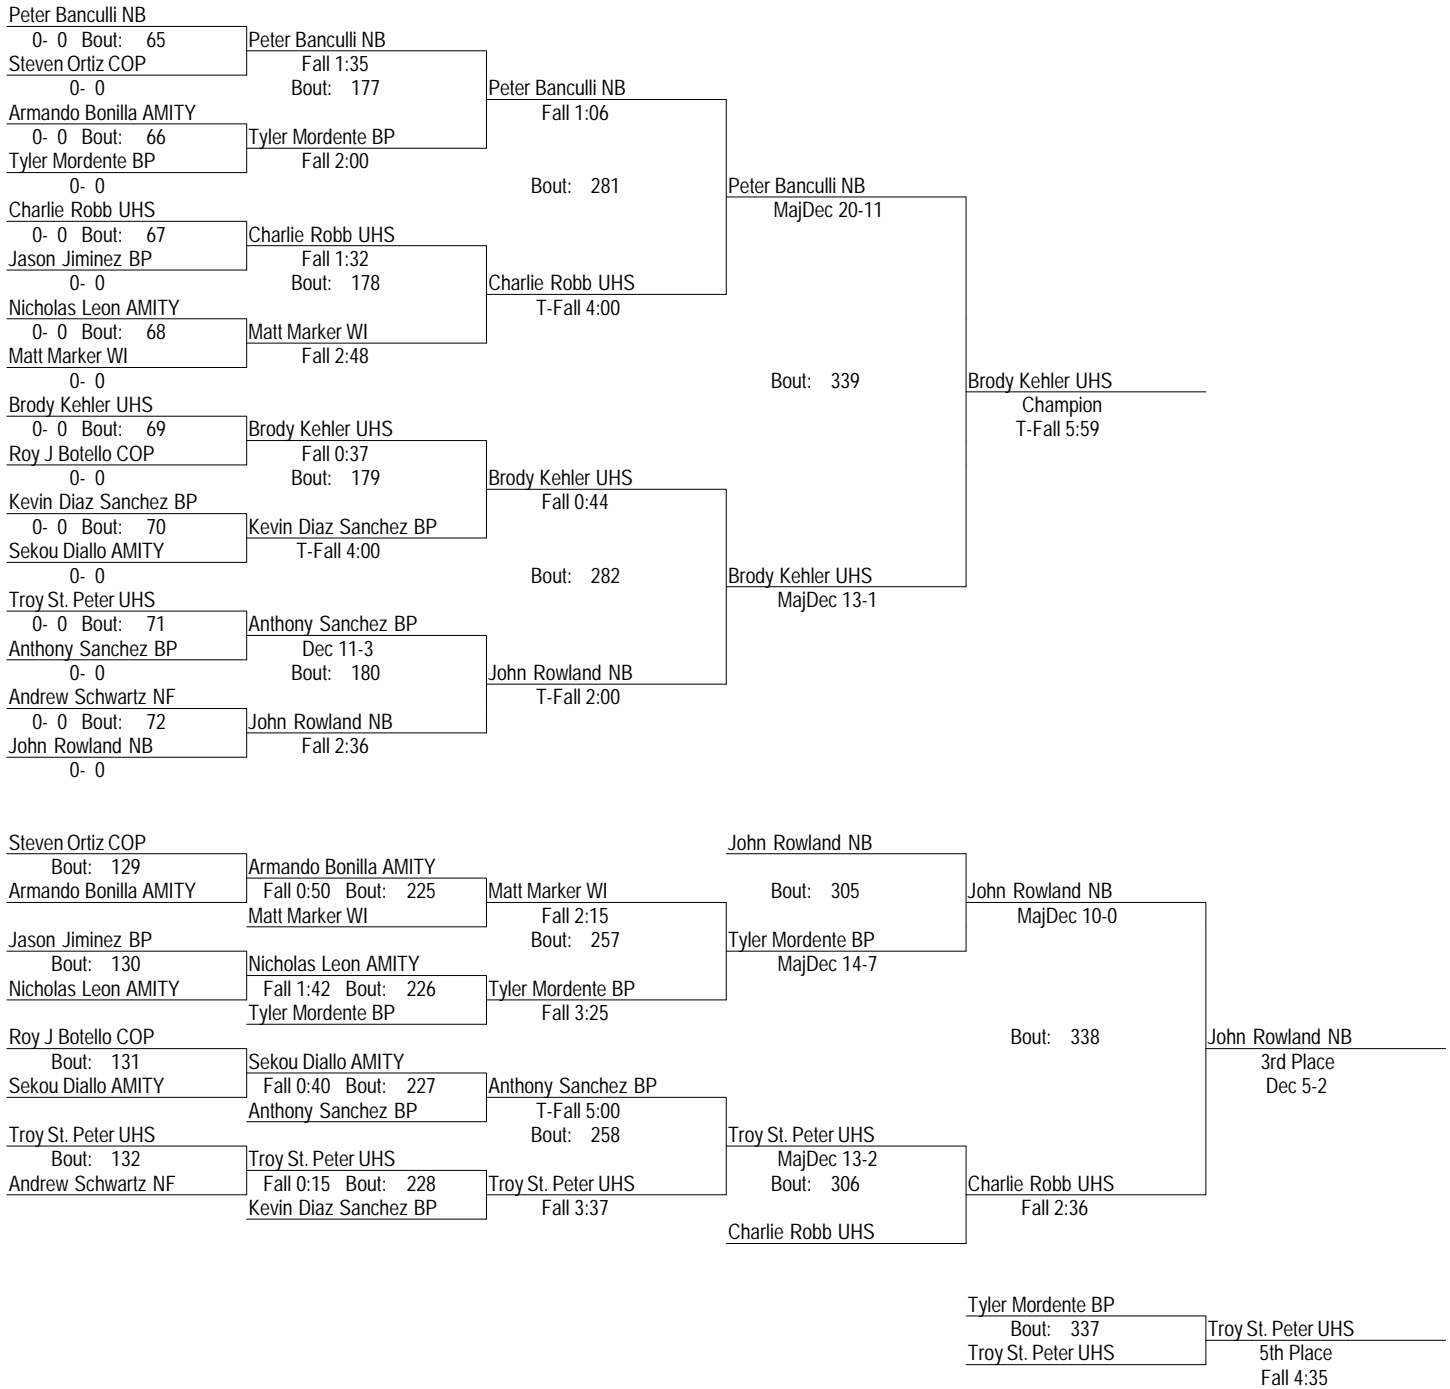 Peter Banculli NB
0- 0 Bout: 65 Peter Banculli NB
Steven Ortiz COP Fall 1:35
0- 0 Bout: 177 Peter Banculli NB
Armando Bonilla AMITY Fall 1:06
0- 0 Bout: 66 Tyler Mordente BP
Tyler Mordente BP Fall 2:00
0- 0 Bout: 281 Peter Banculli NB
Charlie Robb UHS MajDec 20-11
0- 0 Bout: 67 Charlie Robb UHS
Jason Jiminez BP Fall 1:32
0- 0 Bout: 178 Charlie Robb UHS
Nicholas Leon AMITY T-Fall 4:00
0- 0 Bout: 68 Matt Marker WI
Matt Marker WI Fall 2:48
0- 0 Bout: 339 Brody Kehler UHS
Brody Kehler UHS Champion
0- 0 Bout: 69 Brody Kehler UHS T-Fall 5:59
Roy J Botello COP Fall 0:37
0- 0 Bout: 179 Brody Kehler UHS
Kevin Diaz Sanchez BP Fall 0:44
0- 0 Bout: 70 Kevin Diaz Sanchez BP
Sekou Diallo AMITY T-Fall 4:00
0- 0 Bout: 282 Brody Kehler UHS
Troy St. Peter UHS MajDec 13-1
0- 0 Bout: 71 Anthony Sanchez BP
Anthony Sanchez BP Dec 11-3
0- 0 Bout: 180 John Rowland NB
Andrew Schwartz NF T-Fall 2:00
0- 0 Bout: 72 John Rowland NB
John Rowland NB Fall 2:36
0- 0
Steven Ortiz COP John Rowland NB
Bout: 129 Armando Bonilla AMITY
Armando Bonilla AMITY Fall 0:50 Bout: 225 Matt Marker WI Bout: 305 John Rowland NB
Matt Marker WI Fall 2:15 MajDec 10-0
Jason Jiminez BP Bout: 257 Tyler Mordente BP
Bout: 130 Nicholas Leon AMITY MajDec 14-7
Nicholas Leon AMITY Fall 1:42 Bout: 226 Tyler Mordente BP
Tyler Mordente BP Fall 3:25
Roy J Botello COP Bout: 338 John Rowland NB
Bout: 131 Sekou Diallo AMITY 3rd Place
Sekou Diallo AMITY Fall 0:40 Bout: 227 Anthony Sanchez BP Dec 5-2
Anthony Sanchez BP T-Fall 5:00
Troy St. Peter UHS Bout: 258 Troy St. Peter UHS
Bout: 132 Troy St. Peter UHS MajDec 13-2
Andrew Schwartz NF Fall 0:15 Bout: 228 Troy St. Peter UHS Bout: 306 Charlie Robb UHS
Kevin Diaz Sanchez BP Fall 3:37 Fall 2:36
Charlie Robb UHS
Tyler Mordente BP
Bout: 337 Troy St. Peter UHS
Troy St. Peter UHS 5th Place
Fall 4:35